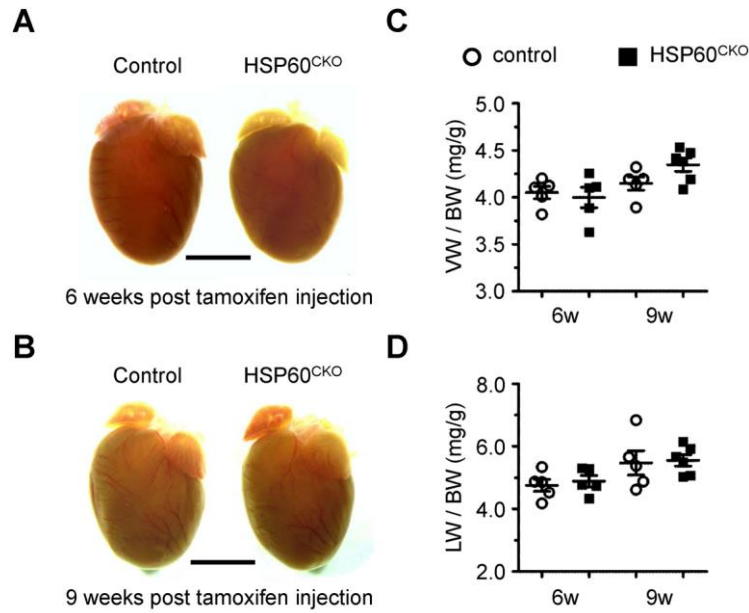 A
Control HSP60CKO
6 weeks post tamoxifen injection
B
Control HSP60CKO
9 weeks post tamoxifen injection
C
control HSP60CKO
VW / BW (mg/g)
5.0
4.5
4.0
3.5
3.0
6w 9w
D
LW / BW (mg/g)
8.0
6.0
4.0
2.0
6w 9w